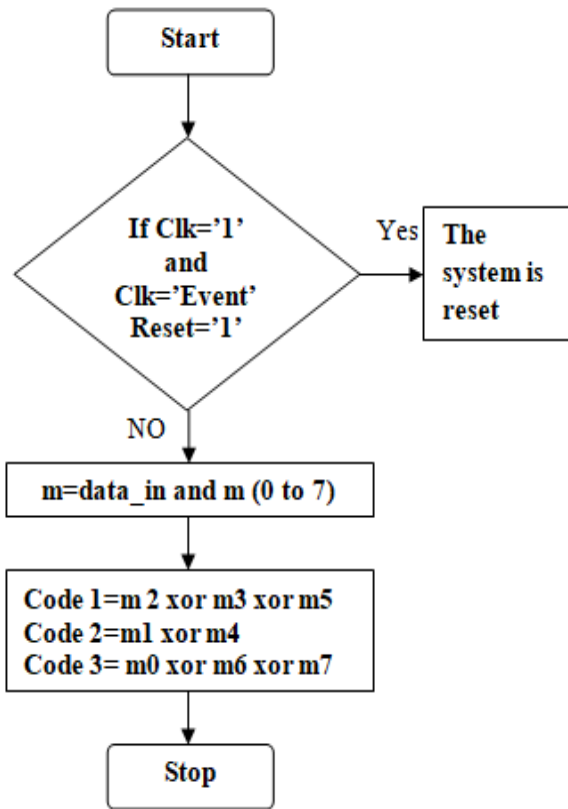 Start
If Clk=’1’
and
Clk=’Event’
Reset=’1’
Yes
The
system is
reset
NO
m=data_in and m (0 to 7)
Code 1=m 2 xor m3 xor m5
Code 2=m1 xor m4
Code 3= m0 xor m6 xor m7
Stop